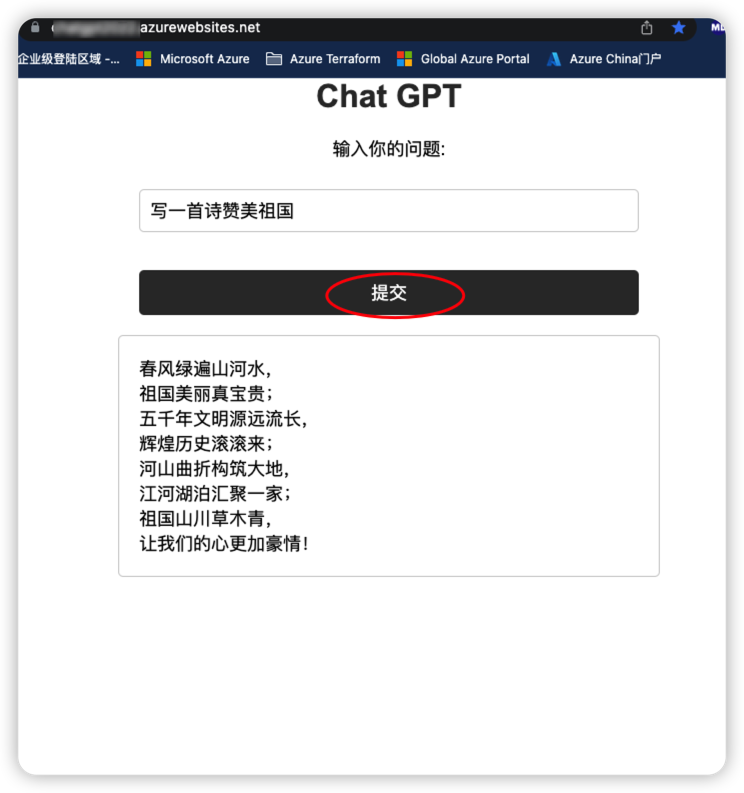 azurewebsites.net
企业级登陆区域 -...
Microsoft Azure
Azure Terraform
Global Azure Portal
Azure China门户
Chat GPT
输入你的问题:
写一首诗赞美祖国
提交
春风绿遍山河水，
祖国美丽真宝贵；
五千年文明源远流长，
辉煌历史滚滚来；
河山曲折构筑大地，
江河湖泊汇聚一家；
祖国山川草木青，
让我们的心更加豪情！